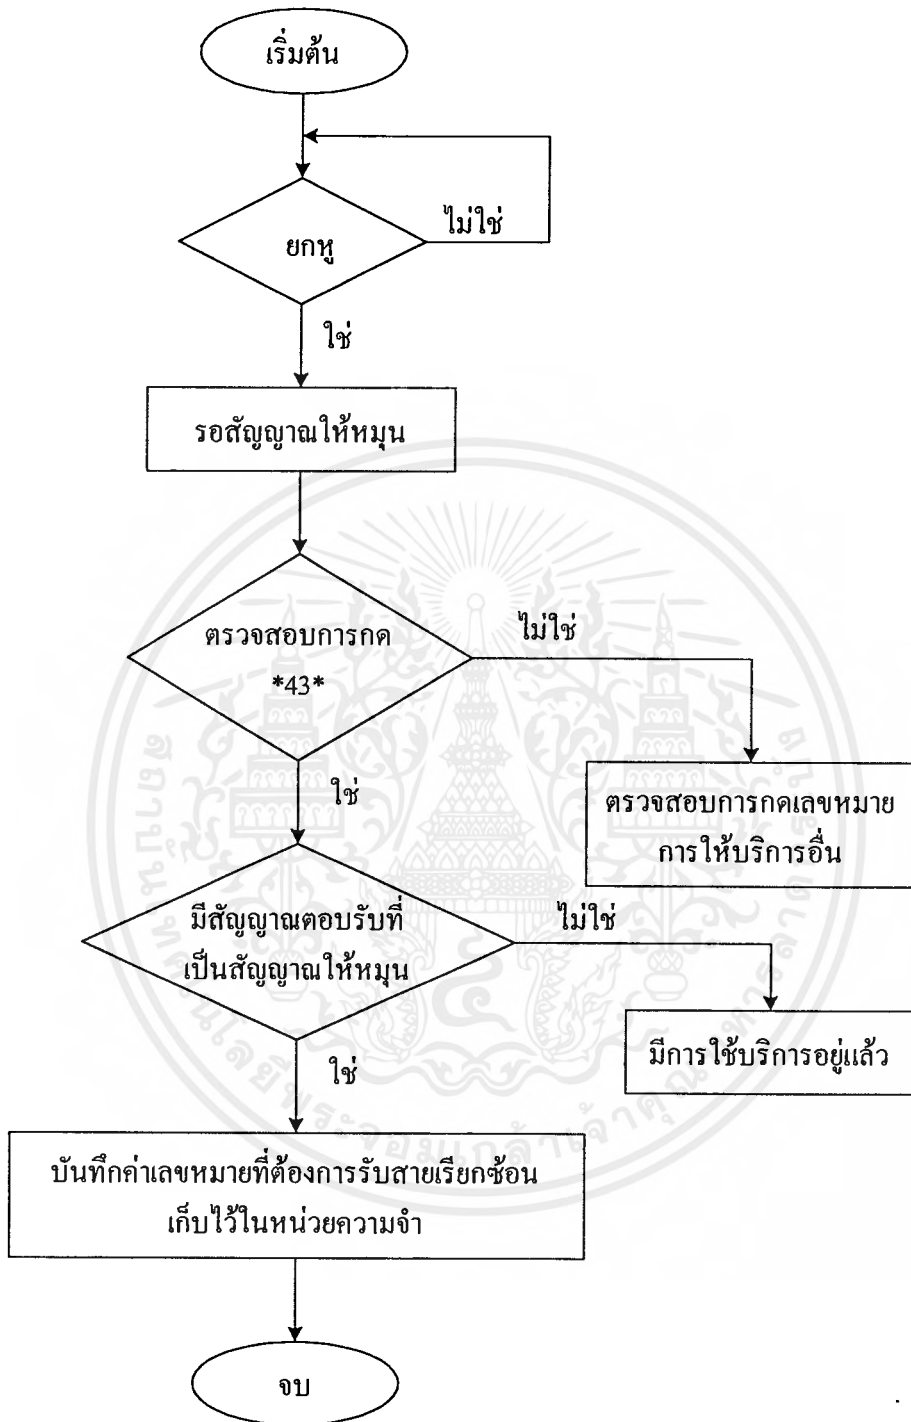 เริ่มต้น
ยกหู
ไม่ใช่
ใช่
รอสัญญาณให้หมุน
ตรวจสอบการกด
*43*
ไม่ใช่
ใช่
ตรวจสอบการกดเลขหมาย
การให้บริการอื่น
มีสัญญาณตอบรับที่
เป็นสัญญาณให้หมุน
ไม่ใช่
มีการใช้บริการอยู่แล้ว
ใช่
บันทึกค่าเลขหมายที่ต้องการรับสายเรียกซ้อน
เก็บไว้ในหน่วยความจำ
จบ